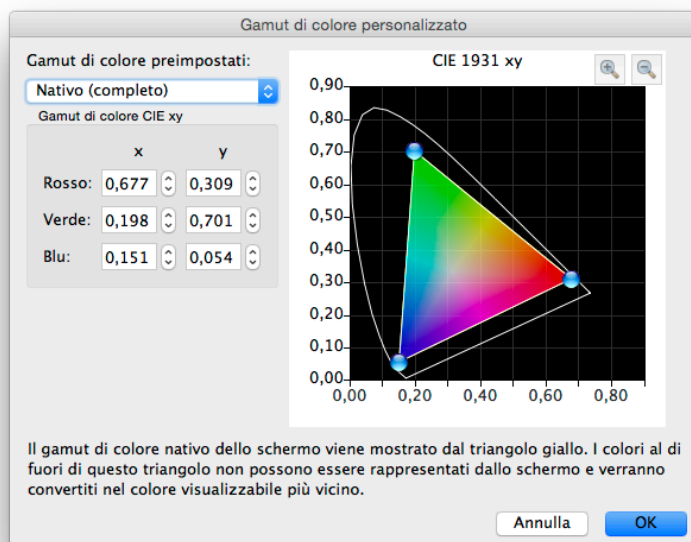 Gamut di colore personalizzato
Gamut di colore preimpostati:
Nativo (completo)
Gamut di colore CIE xy
x y
Rosso: 0,677 0,309
Verde: 0,198 0,701
Blu: 0,151 0,054
CIE 1931 xy
0,90
0,80
0,70
0,60
0,50
0,40
0,30
0,20
0,10
0,00
0,00 0,20 0,40 0,60 0,80
Il gamut di colore nativo dello schermo viene mostrato dal triangolo giallo. I colori al di
fuori di questo triangolo non possono essere rappresentati dallo schermo e verranno
convertiti nel colore visualizzabile più vicino.
Annulla OK